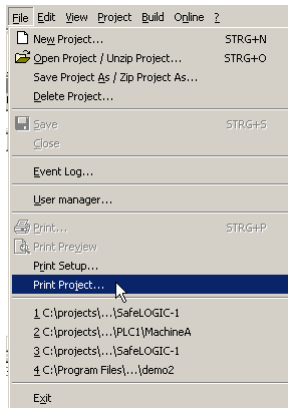 File Edit View Project Build Online ?
New Project... STRG+N
Open Project / Unzip Project... STRG+O
Save Project As / Zip Project As...
Delete Project...
Save STRG+S
Close
Event Log...
User manager...
Print... STRG+P
Print Preview
Print Setup...
Print Project...
1 C:\projects\...\SafeLOGIC-1
2 C:\projects\...\PLC1\MachineA
3 C:\projects\...\SafeLOGIC-1
4 C:\Program Files\...\demo2
Exit